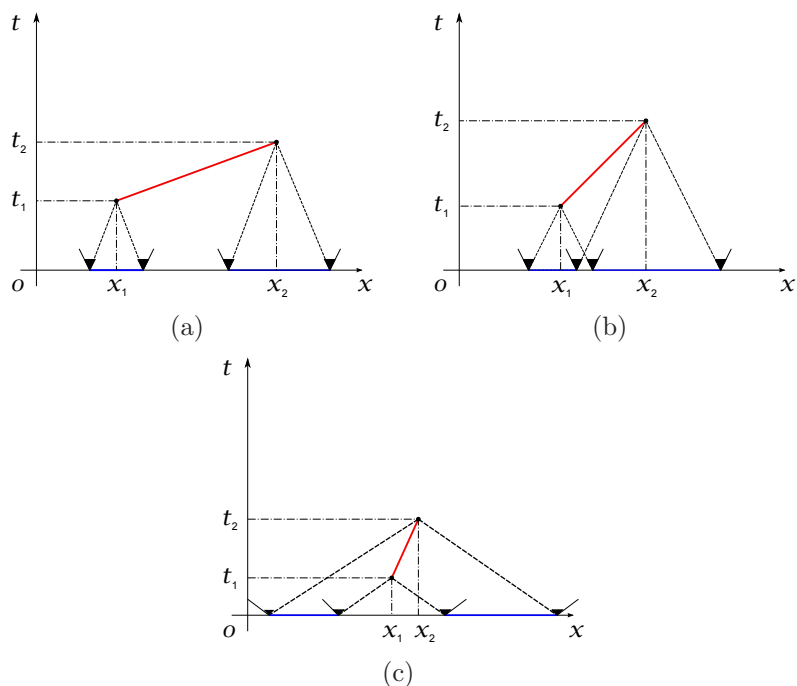 t
t
t₂
t₂
t₁
t₁
o x₁ x₂ x
o x₁ x₂ x
(a)
(b)
t
t₂
t₁
o x₁ x₂ x
(c)